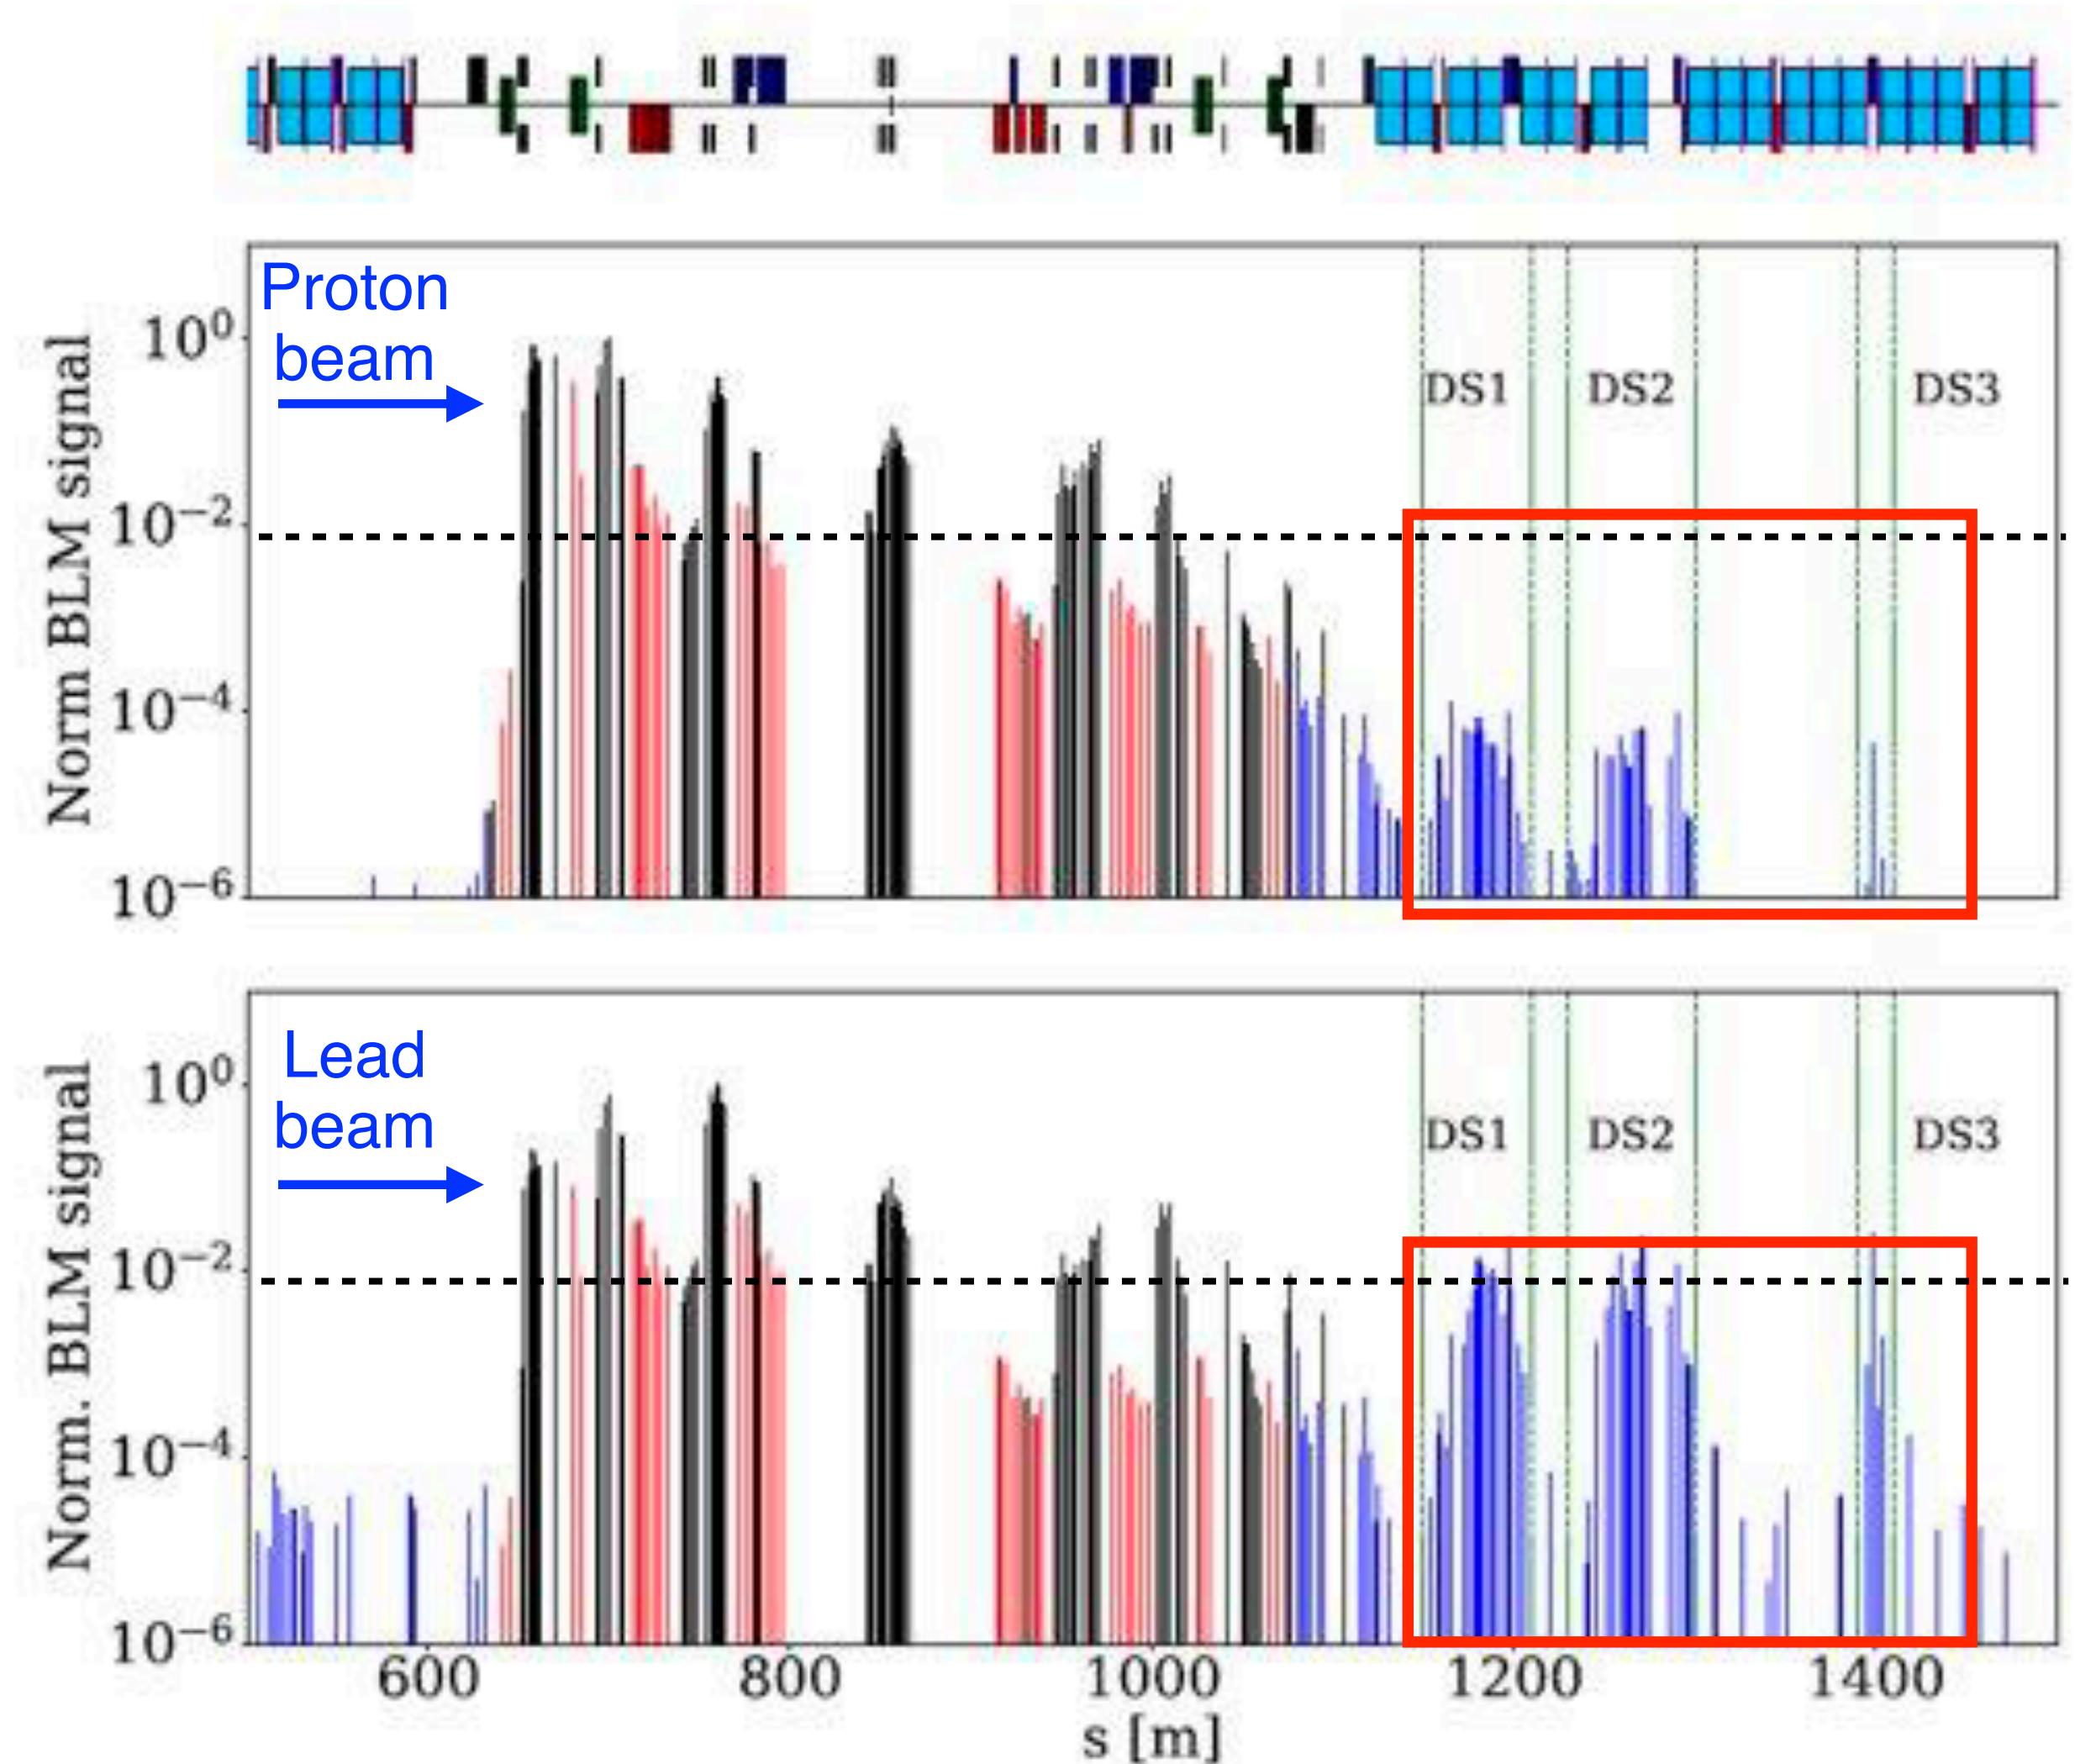 Proton
beam
Norm BLM signal
10⁰
10⁻²
10⁻⁴
10⁻⁶
DS1
DS2
DS3
Lead
beam
Norm. BLM signal
10⁰
10⁻²
10⁻⁴
10⁻⁶
DS1
DS2
DS3
600
800
1000
1200
1400
s [m]